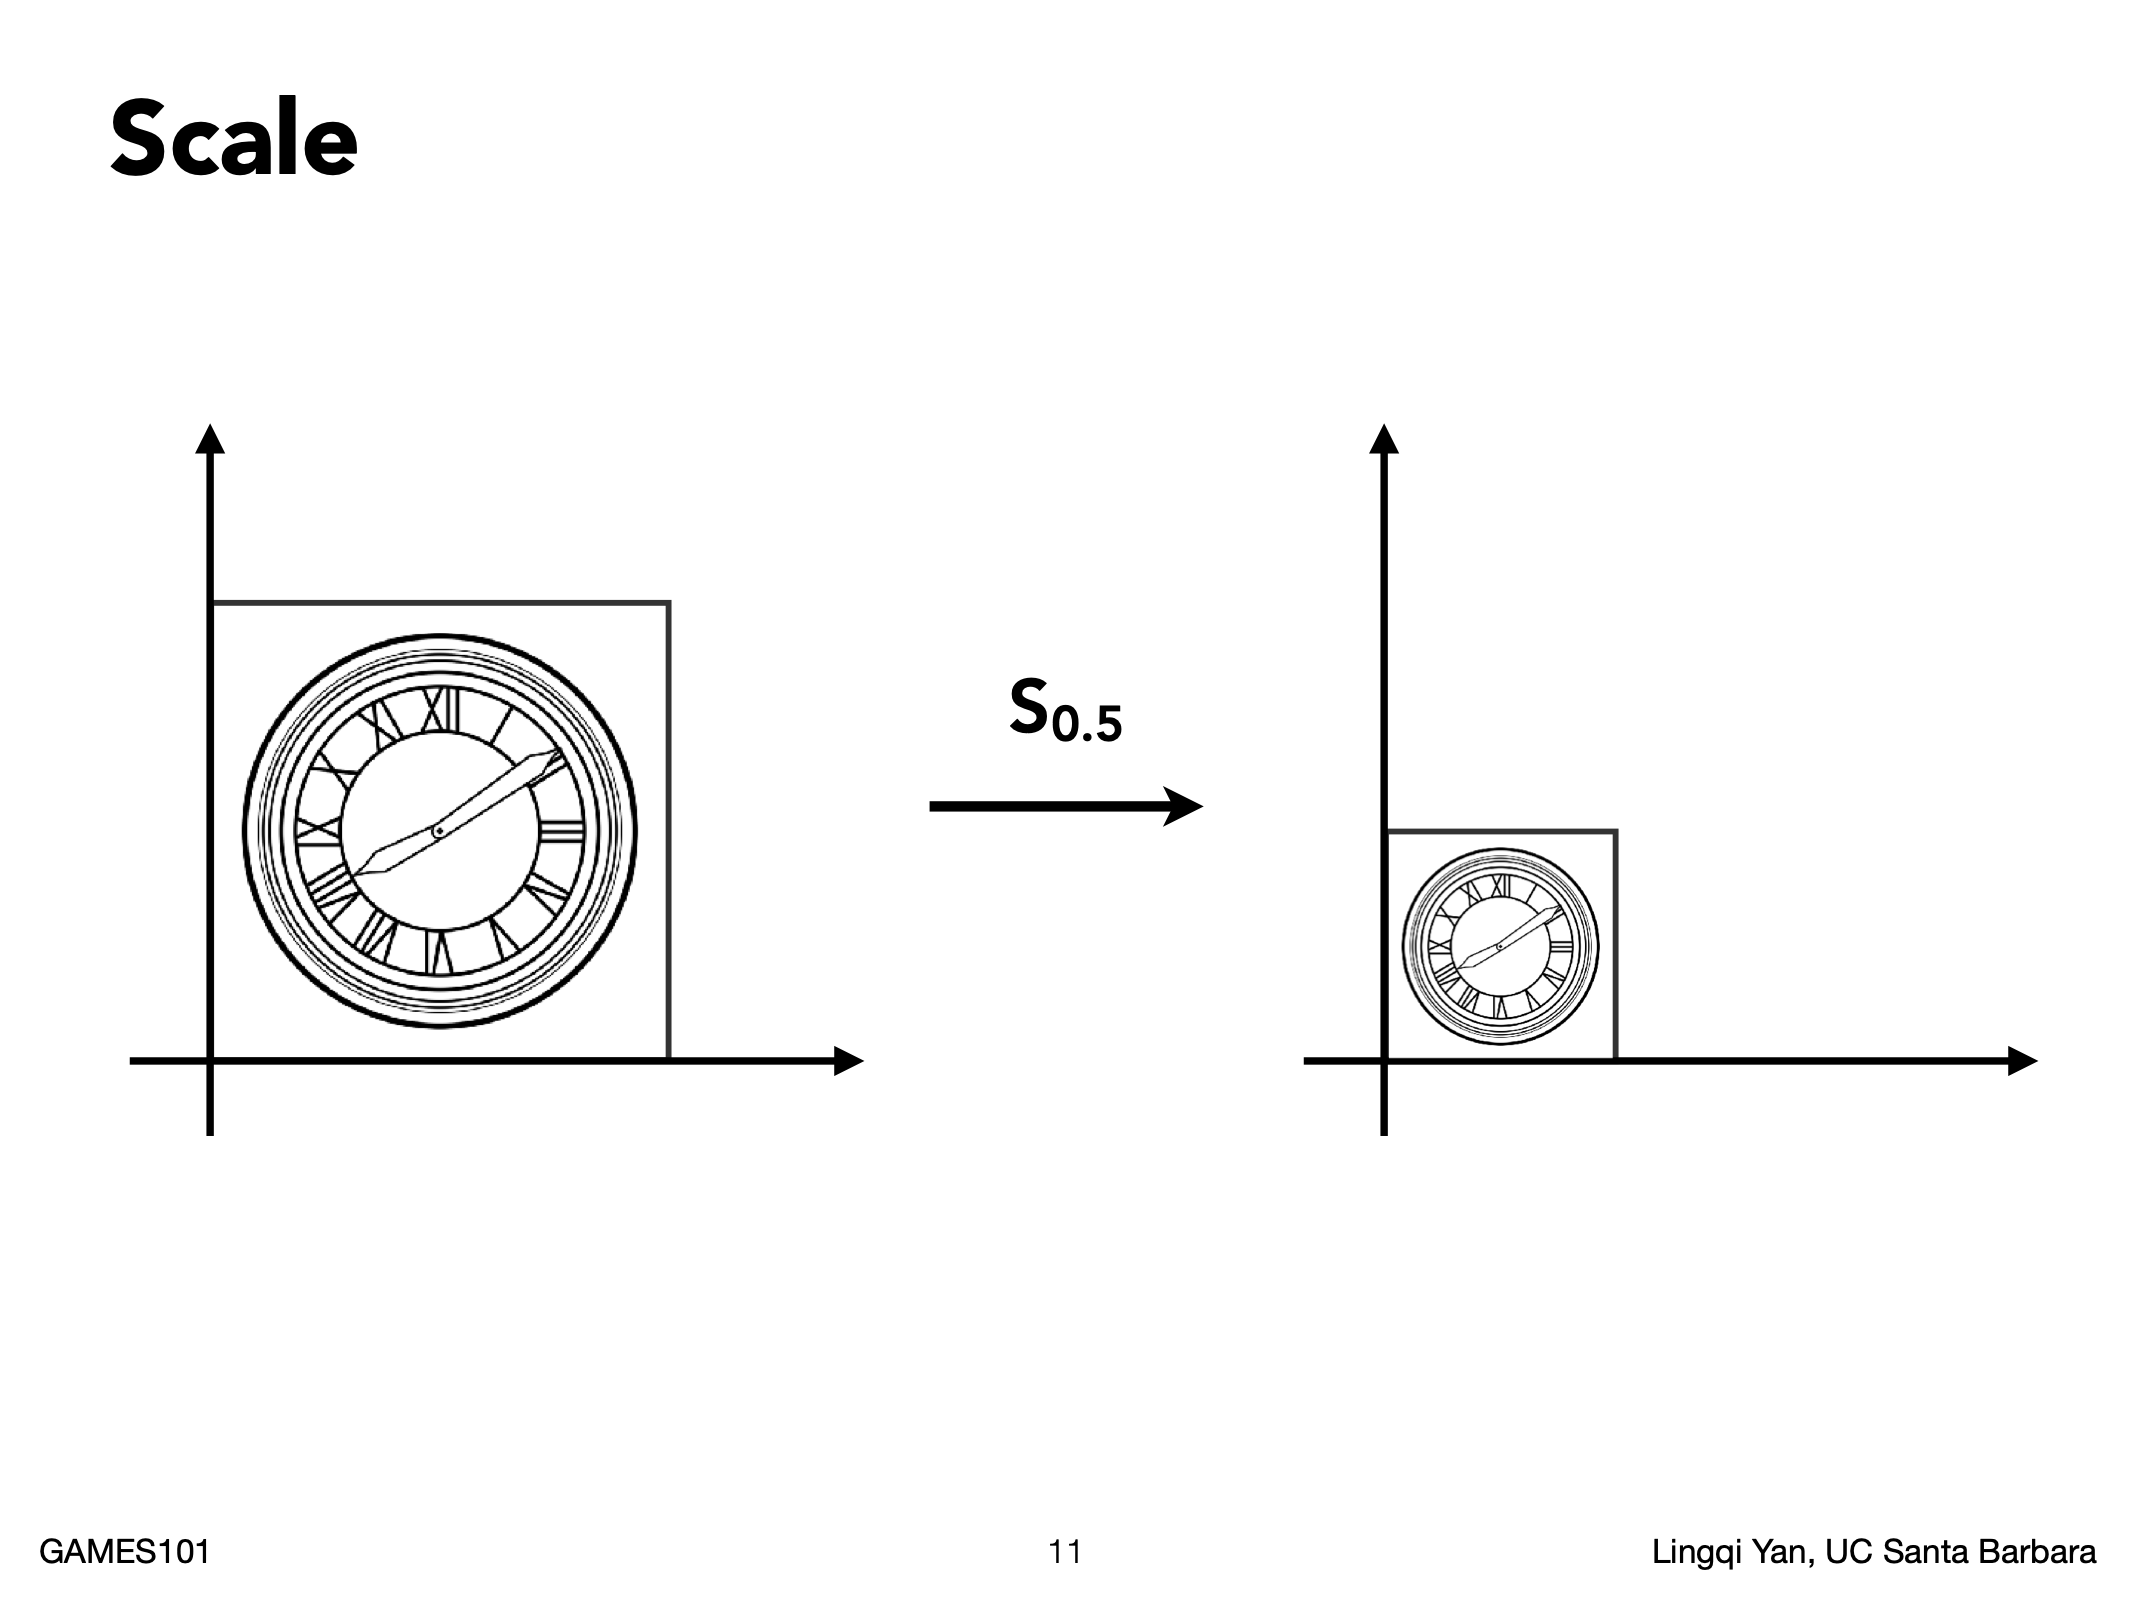 Scale
S0.5
GAMES101
11
Lingqi Yan, UC Santa Barbara